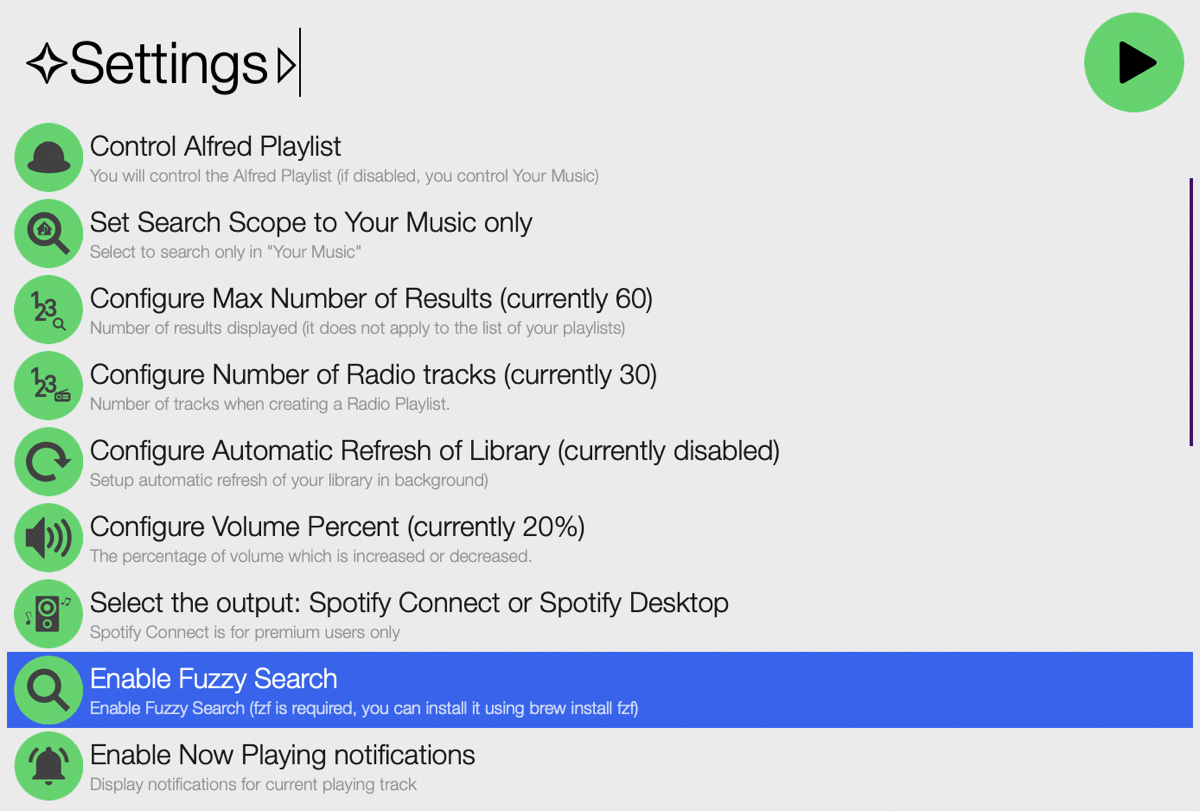 ✧Settings▹
Control Alfred Playlist
You will control the Alfred Playlist (if disabled, you control Your Music)
Set Search Scope to Your Music only
Select to search only in "Your Music"
123
Configure Max Number of Results (currently 60)
Number of results displayed (it does not apply to the list of your playlists)
123
Configure Number of Radio tracks (currently 30)
Number of tracks when creating a Radio Playlist.
Configure Automatic Refresh of Library (currently disabled)
Setup automatic refresh of your library in background)
Configure Volume Percent (currently 20%)
The percentage of volume which is increased or decreased.
Select the output: Spotify Connect or Spotify Desktop
Spotify Connect is for premium users only
Enable Fuzzy Search
Enable Fuzzy Search (fzf is required, you can install it using brew install fzf)
Enable Now Playing notifications
Display notifications for current playing track